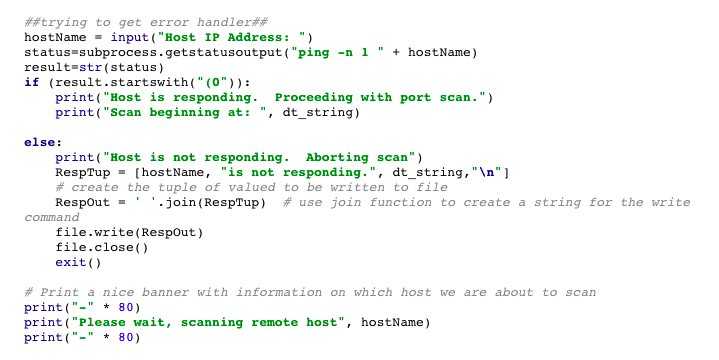 ##trying to get error handler##
hostName = input("Host IP Address: ")
status=subprocess.getstatusoutput("ping -n 1 " + hostName)
result=str(status)
if (result.startswith("(0")):
    print("Host is responding.  Proceeding with port scan.")
    print("Scan beginning at: ", dt_string)

else:
    print("Host is not responding.  Aborting scan")
    RespTup = [hostName, "is not responding.", dt_string,"\n"]
    # create the tuple of valued to be written to file
    RespOut = ' '.join(RespTup)  # use join function to create a string for the write
command
    file.write(RespOut)
    file.close()
    exit()

# Print a nice banner with information on which host we are about to scan
print("-" * 80)
print("Please wait, scanning remote host", hostName)
print("-" * 80)